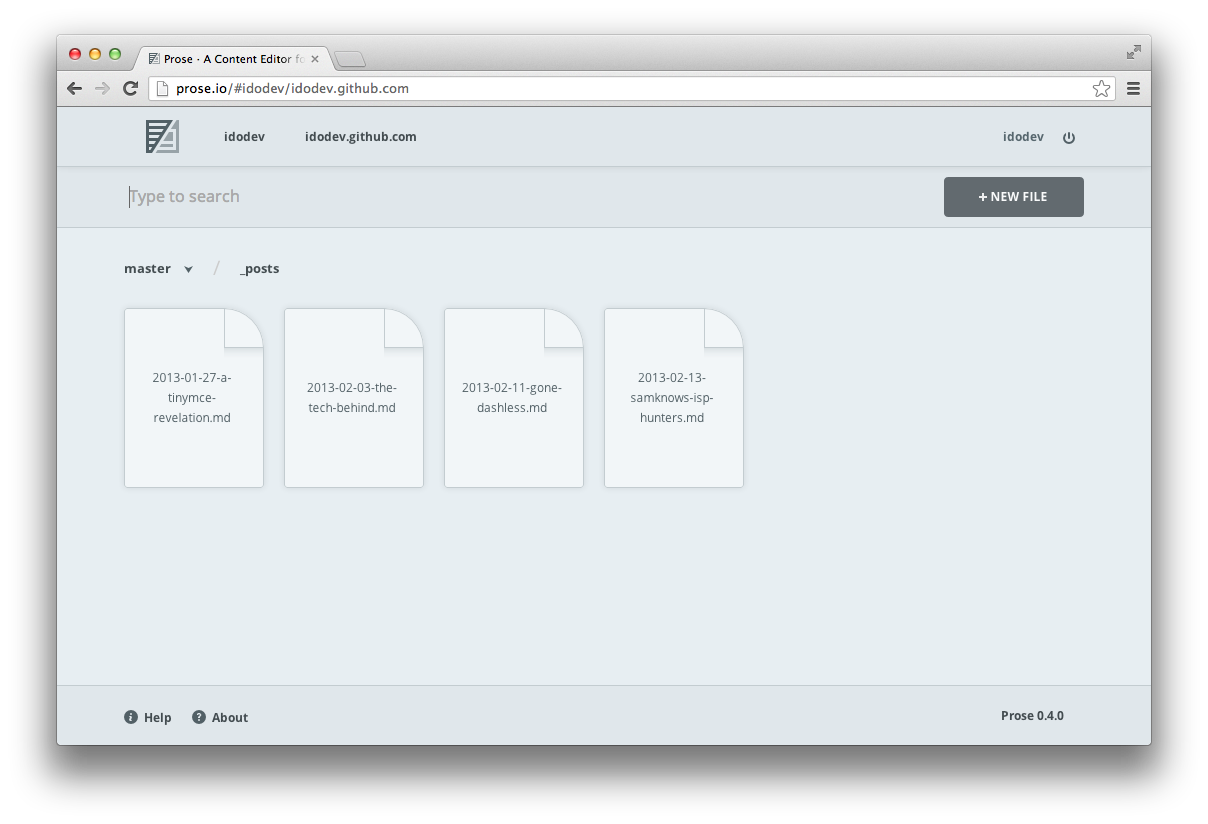 Prose · A Content Editor fo
prose.io/#idodev/idodev.github.com
idodev idodev.github.com idodev
Type to search + NEW FILE
master / _posts
2013-01-27-a-
tinymce-
revelation.md
2013-02-03-the-
tech-behind.md
2013-02-11-gone-
dashless.md
2013-02-13-
samknows-isp-
hunters.md
Help About Prose 0.4.0